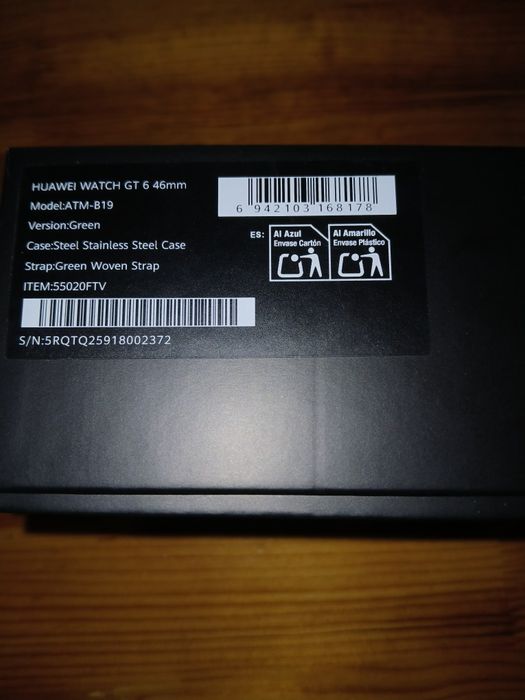 HUAWEI WATCH GT 6 46mm
Model:ATM-B19
Version:Green
Case:Steel Stainless Steel Case
Strap:Green Woven Strap
ITEM:55020FTV
S/N:5RQTQ25918002372
6 942103 168178
ES:
Al Azul
Envase Cartón
Al Amarillo
Envase Plástico